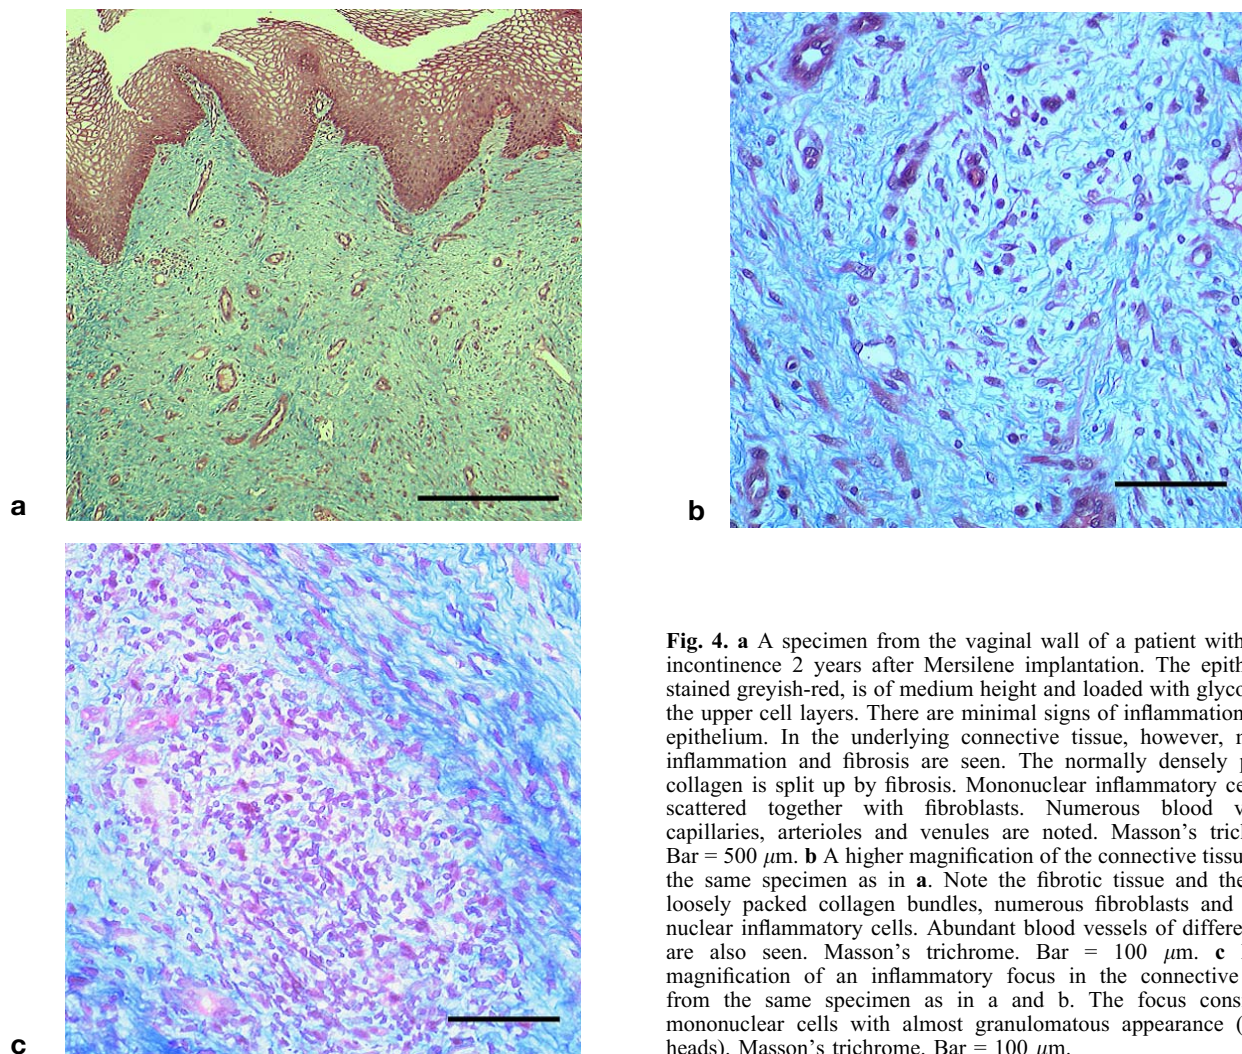 a
b
c
Fig. 4. a A specimen from the vaginal wall of a patient with
incontinence 2 years after Mersilene implantation. The
stained greyish-red, is of medium height and loaded with
the upper cell layers. There are minimal signs of inflammation
epithelium. In the underlying connective tissue, however,
inflammation and fibrosis are seen. The normally densely
collagen is split up by fibrosis. Mononuclear inflammatory
scattered together with fibroblasts. Numerous blood
capillaries, arterioles and venules are noted. Masson's
Bar = 500 μm. b A higher magnification of the connective
the same specimen as in a. Note the fibrotic tissue and
loosely packed collagen bundles, numerous fibroblasts and
nuclear inflammatory cells. Abundant blood vessels of
are also seen. Masson's trichrome. Bar = 100 μm. c
magnification of an inflammatory focus in the connective
from the same specimen as in a and b. The focus
mononuclear cells with almost granulomatous appearance
heads). Masson's trichrome. Bar = 100 μm.